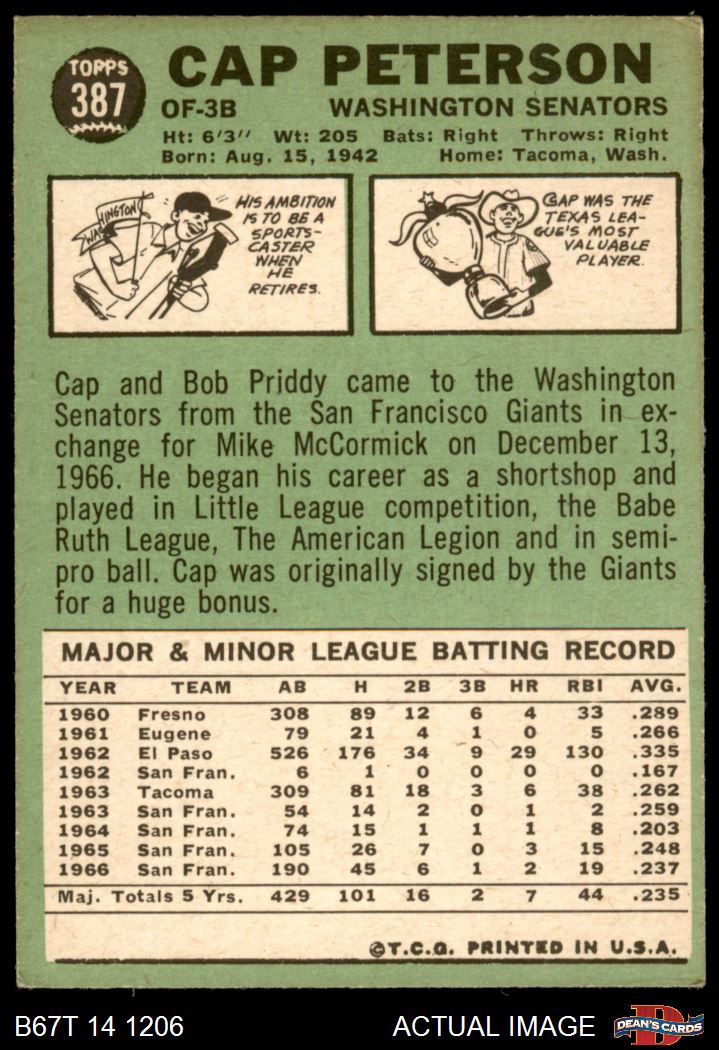 TOPPS
387
CAP PETERSON
OF-3B WASHINGTON SENATORS
Ht: 6'3" Wt: 205 Bats: Right Throws: Right
Born: Aug. 15, 1942 Home: Tacoma, Wash.
WASHINGTON
HIS AMBITION
IS TO BE A
SPORTS-
CASTER
WHEN
HE
RETIRES.
CAP WAS THE
TEXAS LEA-
GUE'S MOST
VALUABLE
PLAYER.
Cap and Bob Priddy came to the Washington
Senators from the San Francisco Giants in ex-
change for Mike McCormick on December 13,
1966. He began his career as a shortshop and
played in Little League competition, the Babe
Ruth League, The American Legion and in semi-
pro ball. Cap was originally signed by the Giants
for a huge bonus.
MAJOR & MINOR LEAGUE BATTING RECORD
YEAR TEAM AB H 2B 3B HR RBI AVG.
1960 Fresno 308 89 12 6 4 33 .289
1961 Eugene 79 21 4 1 0 5 .266
1962 El Paso 526 176 34 9 29 130 .335
1962 San Fran. 6 1 0 0 0 0 .167
1963 Tacoma 309 81 18 3 6 38 .262
1963 San Fran. 54 14 2 0 1 2 .259
1964 San Fran. 74 15 1 1 1 8 .203
1965 San Fran. 105 26 7 0 3 15 .248
1966 San Fran. 190 45 6 1 2 19 .237
Maj. Totals 5 Yrs. 429 101 16 2 7 44 .235
©T.C.G. PRINTED IN U.S.A.
B67T 14 1206 ACTUAL IMAGE
D
DEAN'S CARDS